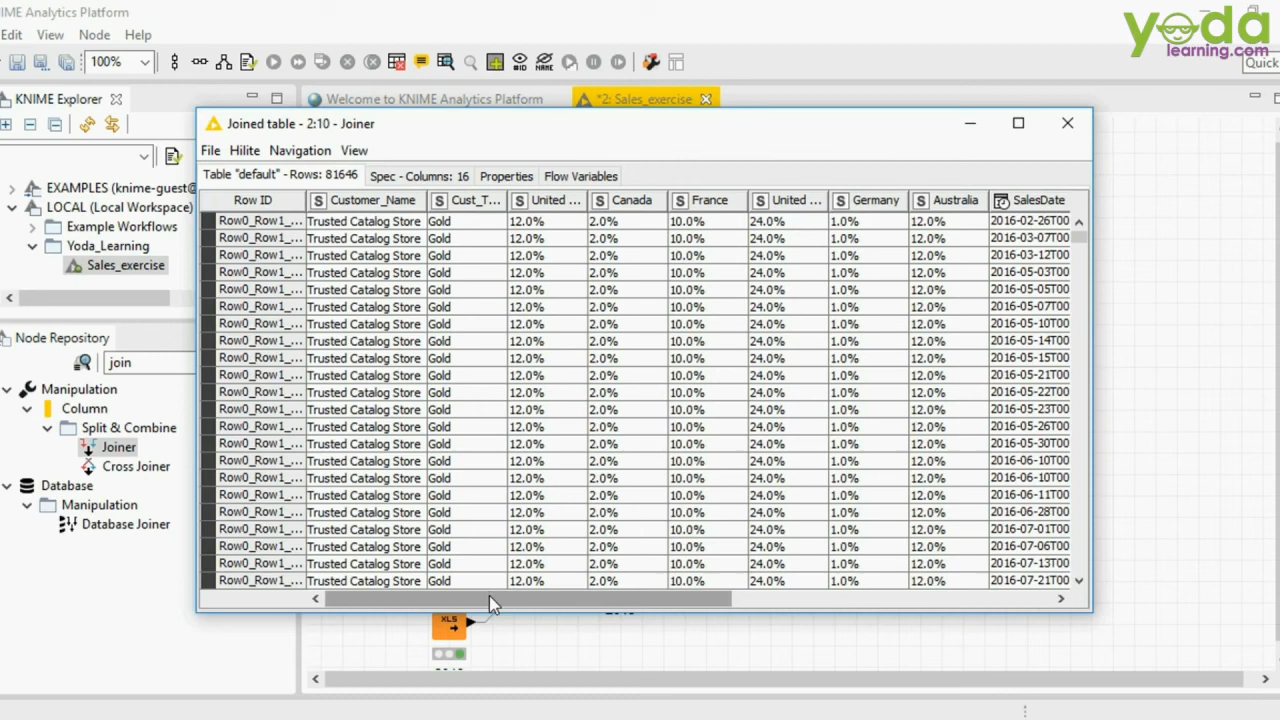 NIME Analytics Platform
Edit View Node Help
100%
yoda
learning.com
Quick
KNIME Explorer
Welcome to KNIME Analytics Platform
*2: Sales_exercise
EXAMPLES (knime-guest@
LOCAL (Local Workspace)
Example Workflows
Yoda_Learning
Sales_exercise
Node Repository
join
Manipulation
Column
Split & Combine
Joiner
Cross Joiner
Database
Manipulation
Database Joiner
Joined table - 2:10 - Joiner
File Hilite Navigation View
Table "default" - Rows: 81646 Spec - Columns: 16 Properties Flow Variables
Row ID S Customer_Name S Cust_T... S United ... S Canada S France S United ... S Germany S Australia SalesDate
Row0_Row1_... Trusted Catalog Store Gold 12.0% 2.0% 10.0% 24.0% 1.0% 12.0% 2016-02-26T00
Row0_Row1_... Trusted Catalog Store Gold 12.0% 2.0% 10.0% 24.0% 1.0% 12.0% 2016-03-07T00
Row0_Row1_... Trusted Catalog Store Gold 12.0% 2.0% 10.0% 24.0% 1.0% 12.0% 2016-03-12T00
Row0_Row1_... Trusted Catalog Store Gold 12.0% 2.0% 10.0% 24.0% 1.0% 12.0% 2016-05-03T00
Row0_Row1_... Trusted Catalog Store Gold 12.0% 2.0% 10.0% 24.0% 1.0% 12.0% 2016-05-05T00
Row0_Row1_... Trusted Catalog Store Gold 12.0% 2.0% 10.0% 24.0% 1.0% 12.0% 2016-05-07T00
Row0_Row1_... Trusted Catalog Store Gold 12.0% 2.0% 10.0% 24.0% 1.0% 12.0% 2016-05-10T00
Row0_Row1_... Trusted Catalog Store Gold 12.0% 2.0% 10.0% 24.0% 1.0% 12.0% 2016-05-14T00
Row0_Row1_... Trusted Catalog Store Gold 12.0% 2.0% 10.0% 24.0% 1.0% 12.0% 2016-05-15T00
Row0_Row1_... Trusted Catalog Store Gold 12.0% 2.0% 10.0% 24.0% 1.0% 12.0% 2016-05-21T00
Row0_Row1_... Trusted Catalog Store Gold 12.0% 2.0% 10.0% 24.0% 1.0% 12.0% 2016-05-22T00
Row0_Row1_... Trusted Catalog Store Gold 12.0% 2.0% 10.0% 24.0% 1.0% 12.0% 2016-05-23T00
Row0_Row1_... Trusted Catalog Store Gold 12.0% 2.0% 10.0% 24.0% 1.0% 12.0% 2016-05-26T00
Row0_Row1_... Trusted Catalog Store Gold 12.0% 2.0% 10.0% 24.0% 1.0% 12.0% 2016-05-30T00
Row0_Row1_... Trusted Catalog Store Gold 12.0% 2.0% 10.0% 24.0% 1.0% 12.0% 2016-06-10T00
Row0_Row1_... Trusted Catalog Store Gold 12.0% 2.0% 10.0% 24.0% 1.0% 12.0% 2016-06-10T00
Row0_Row1_... Trusted Catalog Store Gold 12.0% 2.0% 10.0% 24.0% 1.0% 12.0% 2016-06-11T00
Row0_Row1_... Trusted Catalog Store Gold 12.0% 2.0% 10.0% 24.0% 1.0% 12.0% 2016-06-28T00
Row0_Row1_... Trusted Catalog Store Gold 12.0% 2.0% 10.0% 24.0% 1.0% 12.0% 2016-07-01T00
Row0_Row1_... Trusted Catalog Store Gold 12.0% 2.0% 10.0% 24.0% 1.0% 12.0% 2016-07-06T00
Row0_Row1_... Trusted Catalog Store Gold 12.0% 2.0% 10.0% 24.0% 1.0% 12.0% 2016-07-13T00
Row0_Row1_... Trusted Catalog Store Gold 12.0% 2.0% 10.0% 24.0% 1.0% 12.0% 2016-07-21T00
XLS